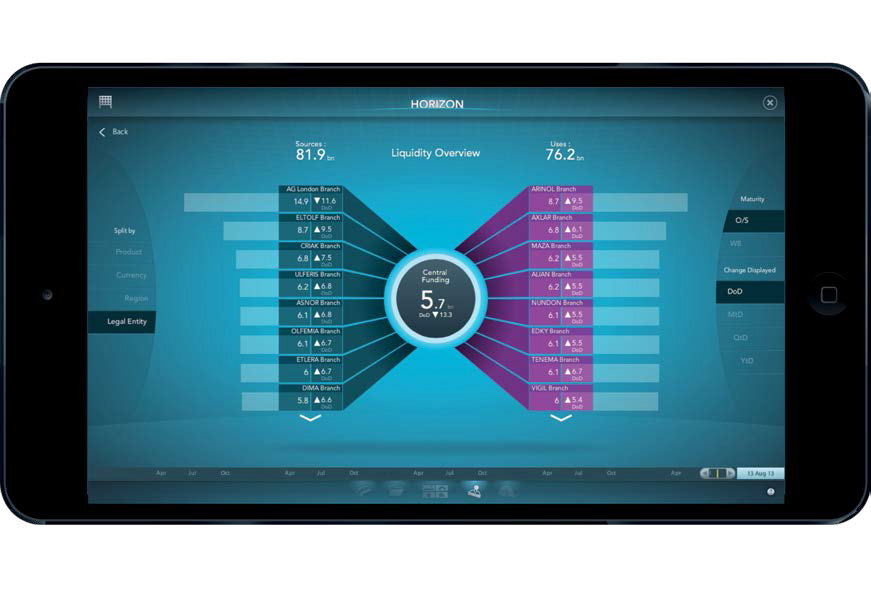 HORIZON
Back
Sources :
81.9 bn
Liquidity Overview
Uses :
76.2 bn
Split by
Product
Currency
Region
Legal Entity
AG London Branch
14.9 ▼11.6
DoD
ELTOLF Branch
8.7 ▲9.5
DoD
CRIAK Branch
6.8 ▲7.5
DoD
ULFERIS Branch
6.2 ▲6.8
DoD
ASNOR Branch
6.1 ▲6.8
DoD
OLFEMIA Branch
6.1 ▲6.7
DoD
ETLERA Branch
6 ▲6.7
DoD
DIMA Branch
5.8 ▲6.6
DoD
Central
Funding
5.7 bn
DoD ▼13.3
ARINOL Branch
8.7 ▲9.5
DoD
AXLAR Branch
6.8 ▲6.1
DoD
MAZA Branch
6.2 ▲5.5
DoD
ALIAN Branch
6.2 ▲5.5
DoD
NUNDON Branch
6.1 ▲5.5
DoD
EDKY Branch
6.1 ▲5.5
DoD
TENEMA Branch
6.1 ▲6.7
DoD
VIGIL Branch
6 ▲5.4
DoD
Maturity
O/S
W8
Change Displayed
DoD
MtD
QtD
YtD
Apr Jul Oct Apr Jul Oct Apr Jul Oct Apr Jul Oct Apr
13 Aug 13